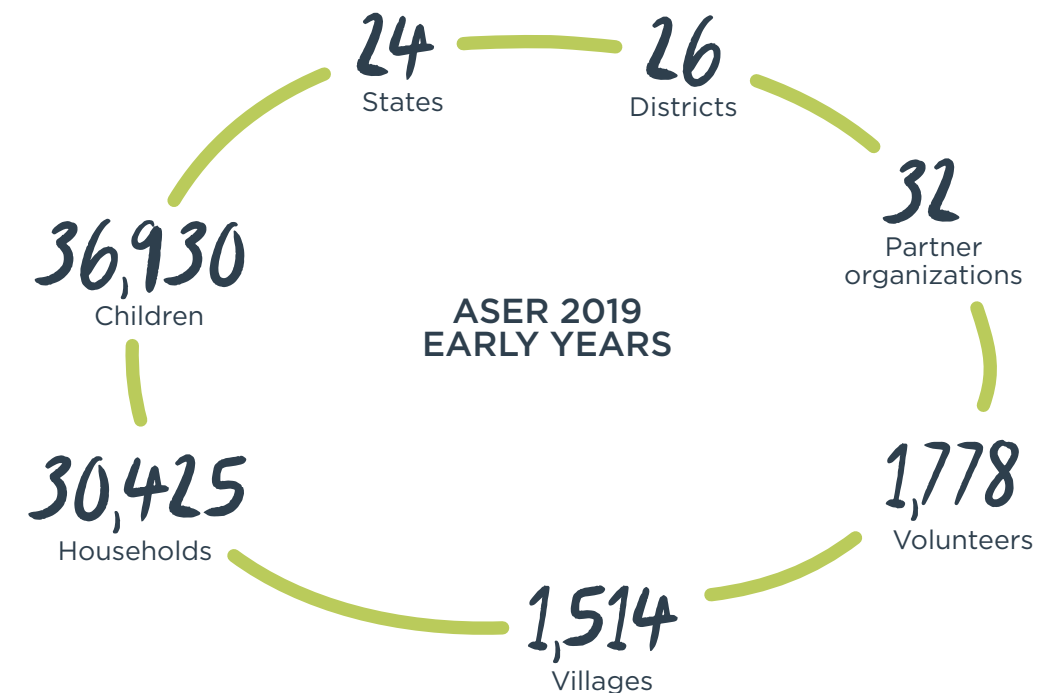 24
States
26
Districts
32
Partner
organizations
1,778
Volunteers
1,514
Villages
30,425
Households
36,930
Children
ASER 2019
EARLY YEARS